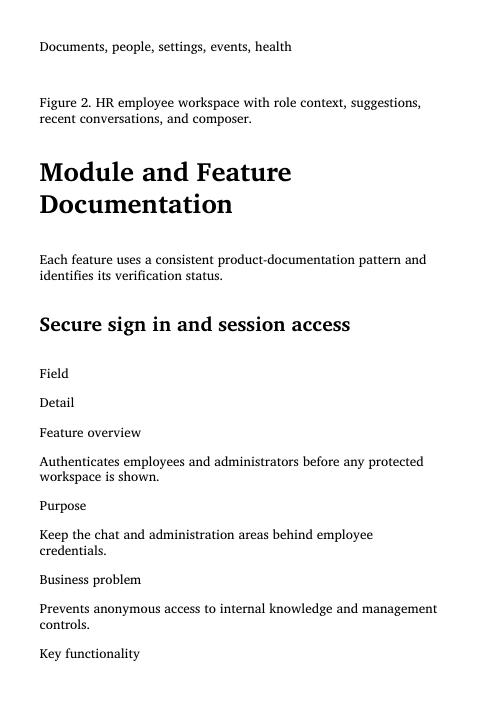 Documents, people, settings, events, health
Figure 2. HR employee workspace with role context, suggestions,
recent conversations, and composer.
Module and Feature
Documentation
Each feature uses a consistent product-documentation pattern and
identifies its verification status.
Secure sign in and session access
Field
Detail
Feature overview
Authenticates employees and administrators before any protected
workspace is shown.
Purpose
Keep the chat and administration areas behind employee
credentials.
Business problem
Prevents anonymous access to internal knowledge and management
controls.
Key functionality